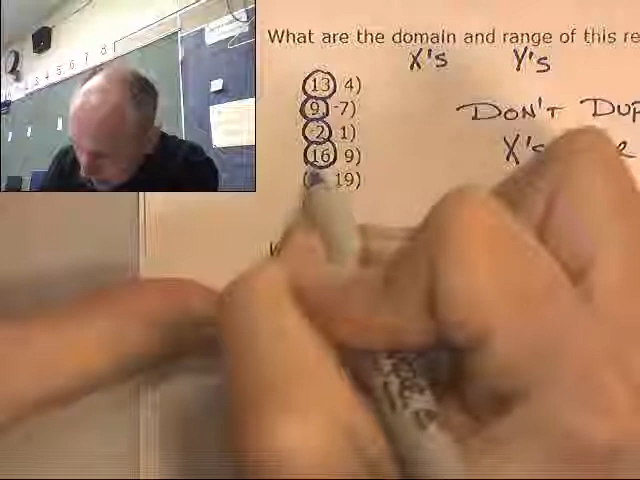 What are the domain and range of this re
X's Y's
(13 4)
(9, -7)
(-2 1)
(16 9)
19)
DON'T DUP
X's